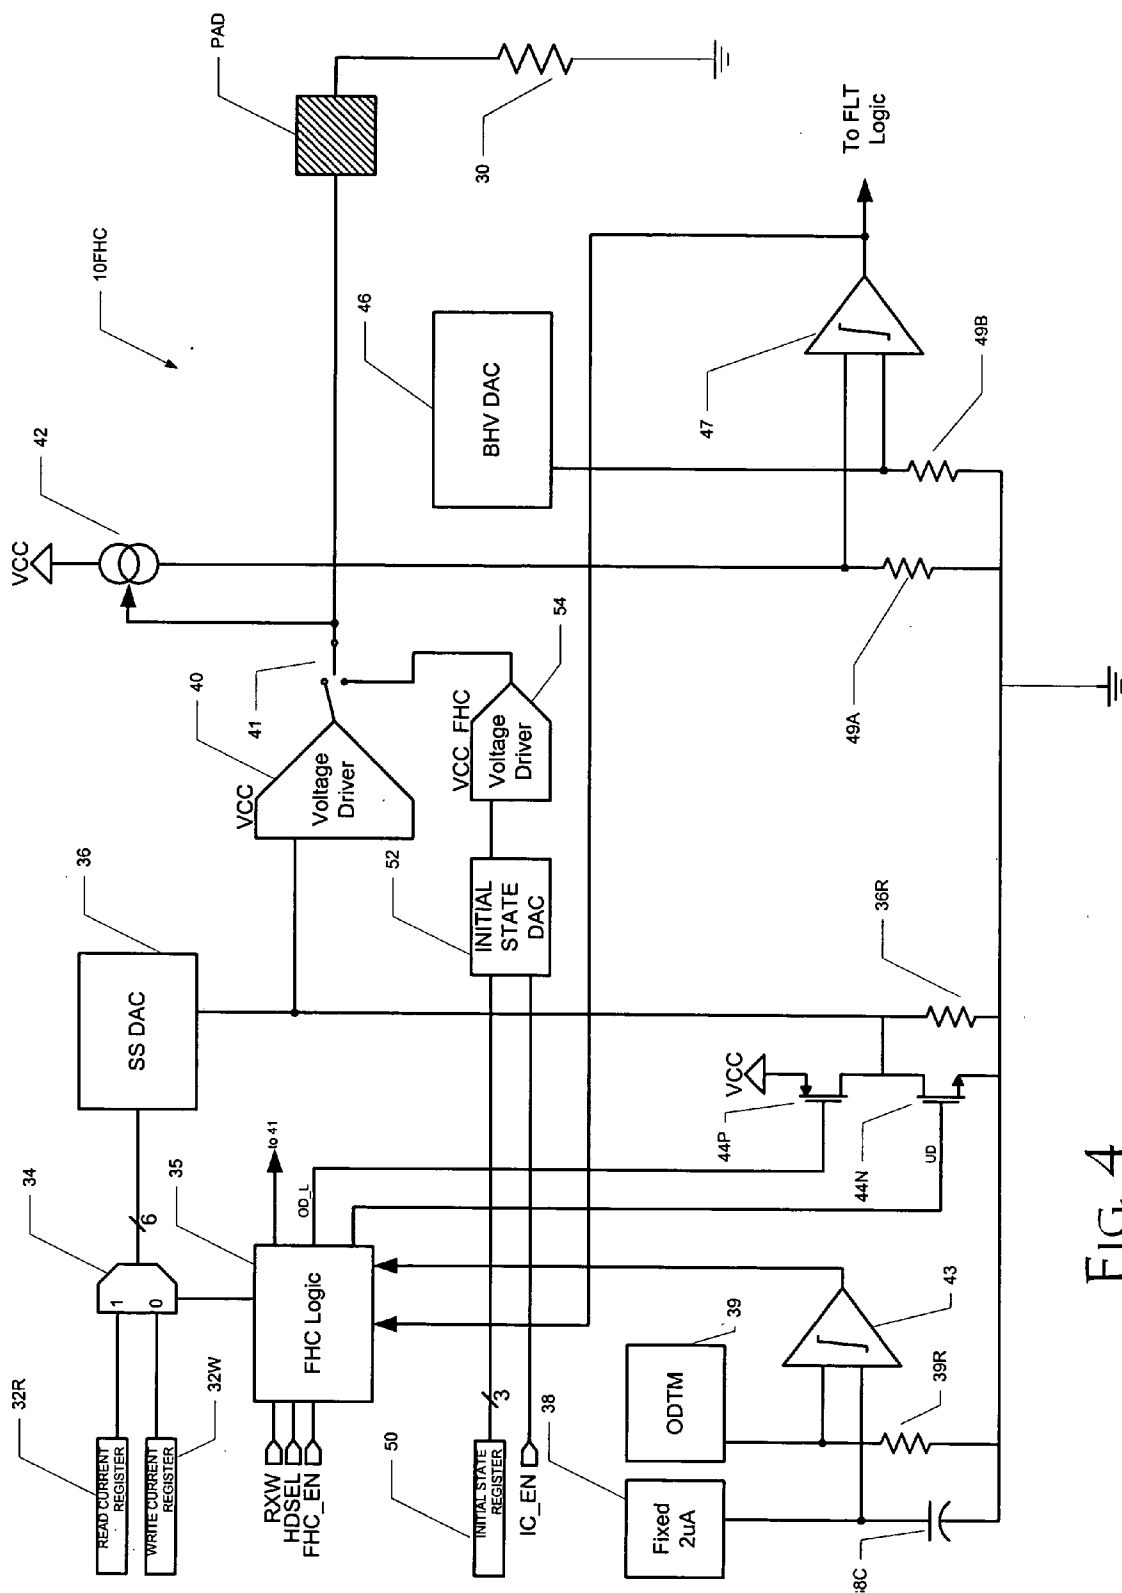 READ CURRENT
REGISTER
32R
WRITE CURRENT
REGISTER
32W
1
0
34
6
SS DAC
36
RXW
HDSEL
FHC_EN
FHC Logic
35
to 41
OD_L
INITIAL STATE
REGISTER
50
3
IC_EN
INITIAL
STATE
DAC
52
VCC
Voltage
Driver
40
41
VCC_FHC
Voltage
Driver
54
VCC
42
10FHC
PAD
30
BHV DAC
46
47
To FLT
Logic
49A
49B
Fixed
2uA
38
ODTM
39
39R
43
VCC
44P
44N
UD
36R
FIG. 4